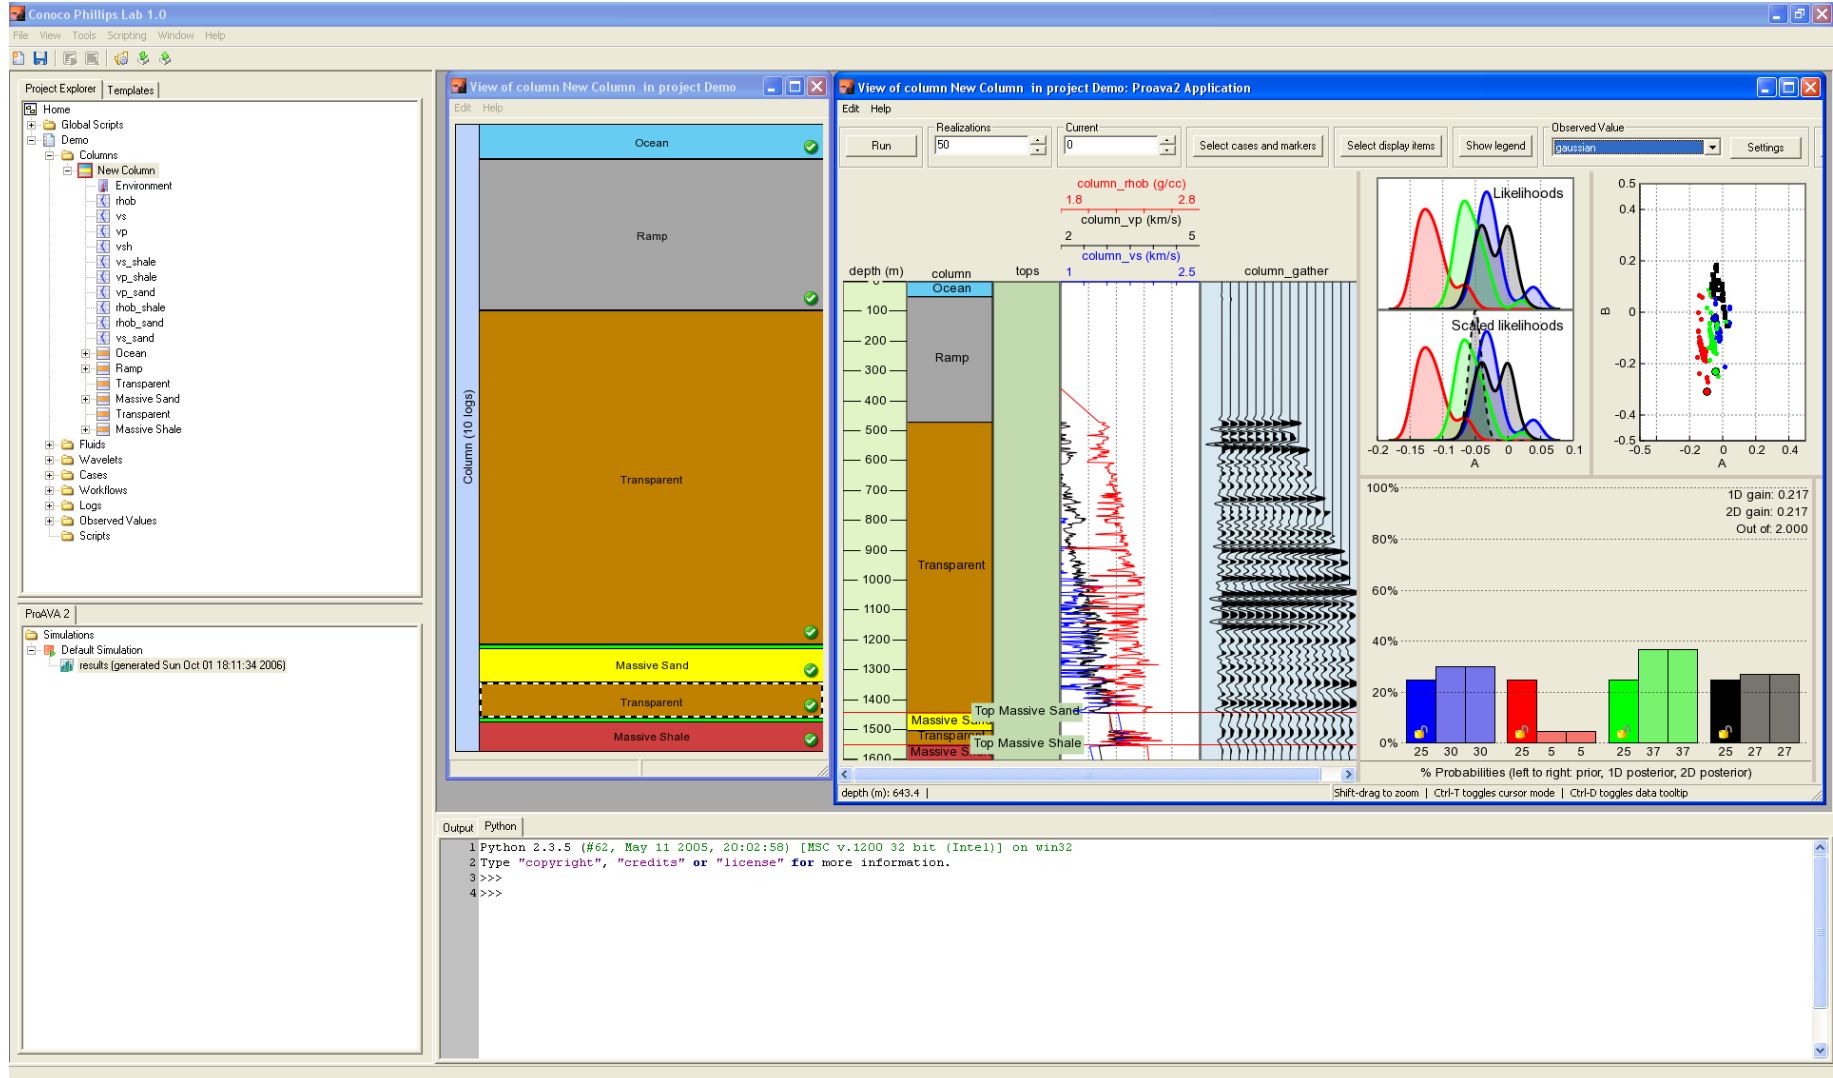 Conoco Phillips Lab 1.0
File View Tools Scripting Window Help
Project Explorer Templates
Home
Global Scripts
Demo
Columns
New Column
Environment
rhob
vs
vp
vsh
vs_shale
vp_shale
vp_sand
rhob_shale
rhob_sand
vs_sand
Ocean
Ramp
Transparent
Massive Sand
Transparent
Massive Shale
Fluids
Wavelets
Cases
Workflows
Logs
Observed Values
Scripts
ProAVA 2
Simulations
Default Simulation
results (generated Sun Oct 01 18:11:34 2006)
View of column New Column in project Demo
Edit Help
Column (10 logs)
Ocean
Ramp
Transparent
Massive Sand
Transparent
Massive Shale
View of column New Column in project Demo: Proava2 Application
Edit Help
Run
Realizations
50
Current
0
Select cases and markers
Select display items
Show legend
Observed Value
gaussian
Settings
column_rhob (g/cc)
1.8 2.8
column_vp (km/s)
2 5
column_vs (km/s)
depth (m) column tops 1 2.5 column_gather
0
100
200
300
400
500
600
700
800
900
1000
1100
1200
1300
1400
1500
1600
Ocean
Ramp
Transparent
Top Massive Sand
Massive Sand
Transparent
Top Massive Shale
Massive Sh
Likelihoods
Scaled likelihoods
-0.2 -0.15 -0.1 -0.05 0 0.05 0.1
A
0.5
0.4
0.2
0
-0.2
-0.4
-0.5
B
-0.5 -0.2 0 0.2 0.4
A
100%
80%
60%
40%
20%
0%
1D gain: 0.217
2D gain: 0.217
Out of: 2.000
25 30 30 25 5 5 25 37 37 25 27 27
% Probabilities (left to right: prior, 1D posterior, 2D posterior)
depth (m): 643.4 | Shift-drag to zoom | Ctrl-T toggles cursor mode | Ctrl-D toggles data tooltip
Output Python
1 Python 2.3.5 (#62, May 11 2005, 20:02:58) [MSC v.1200 32 bit (Intel)] on win32
2 Type "copyright", "credits" or "license" for more information.
3 >>>
4 >>>